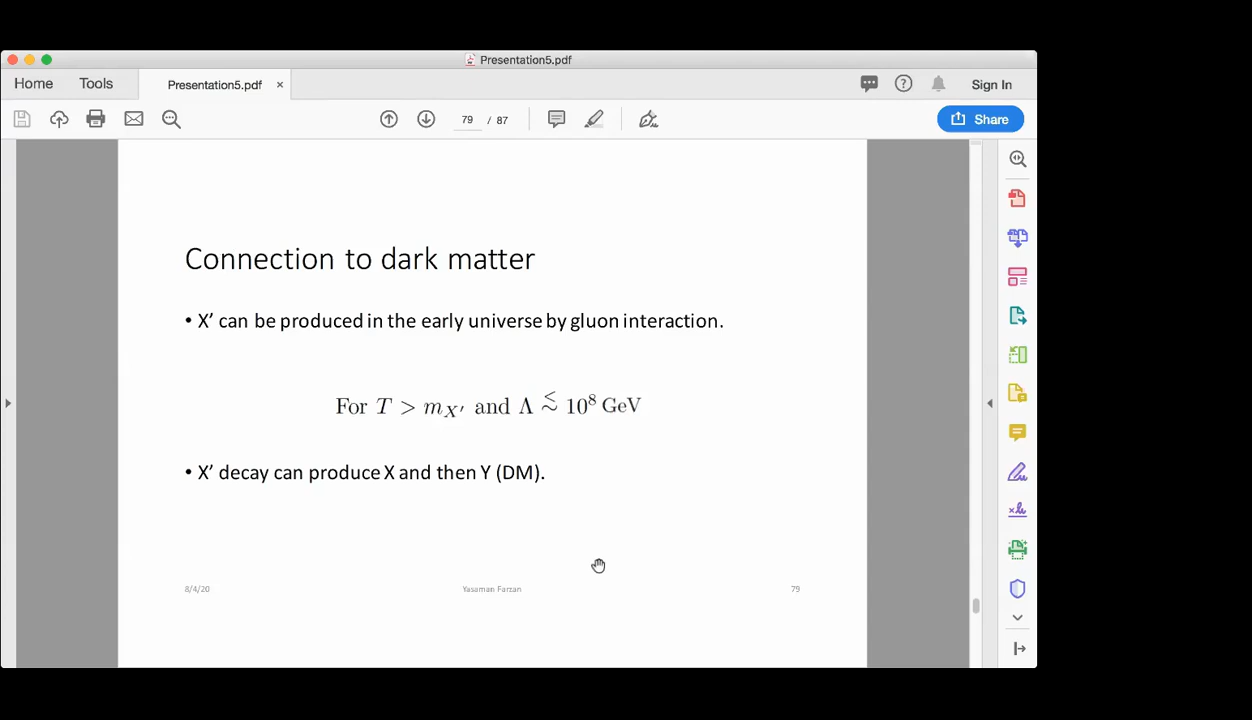 Presentation5.pdf
Home Tools Presentation5.pdf × Sign In
79 / 87 Share
Connection to dark matter
• X’ can be produced in the early universe by gluon interaction.
For T > m_{X′} and Λ ≲ 10⁸ GeV
• X’ decay can produce X and then Y (DM).
8/4/20 Yasaman Farzan 79